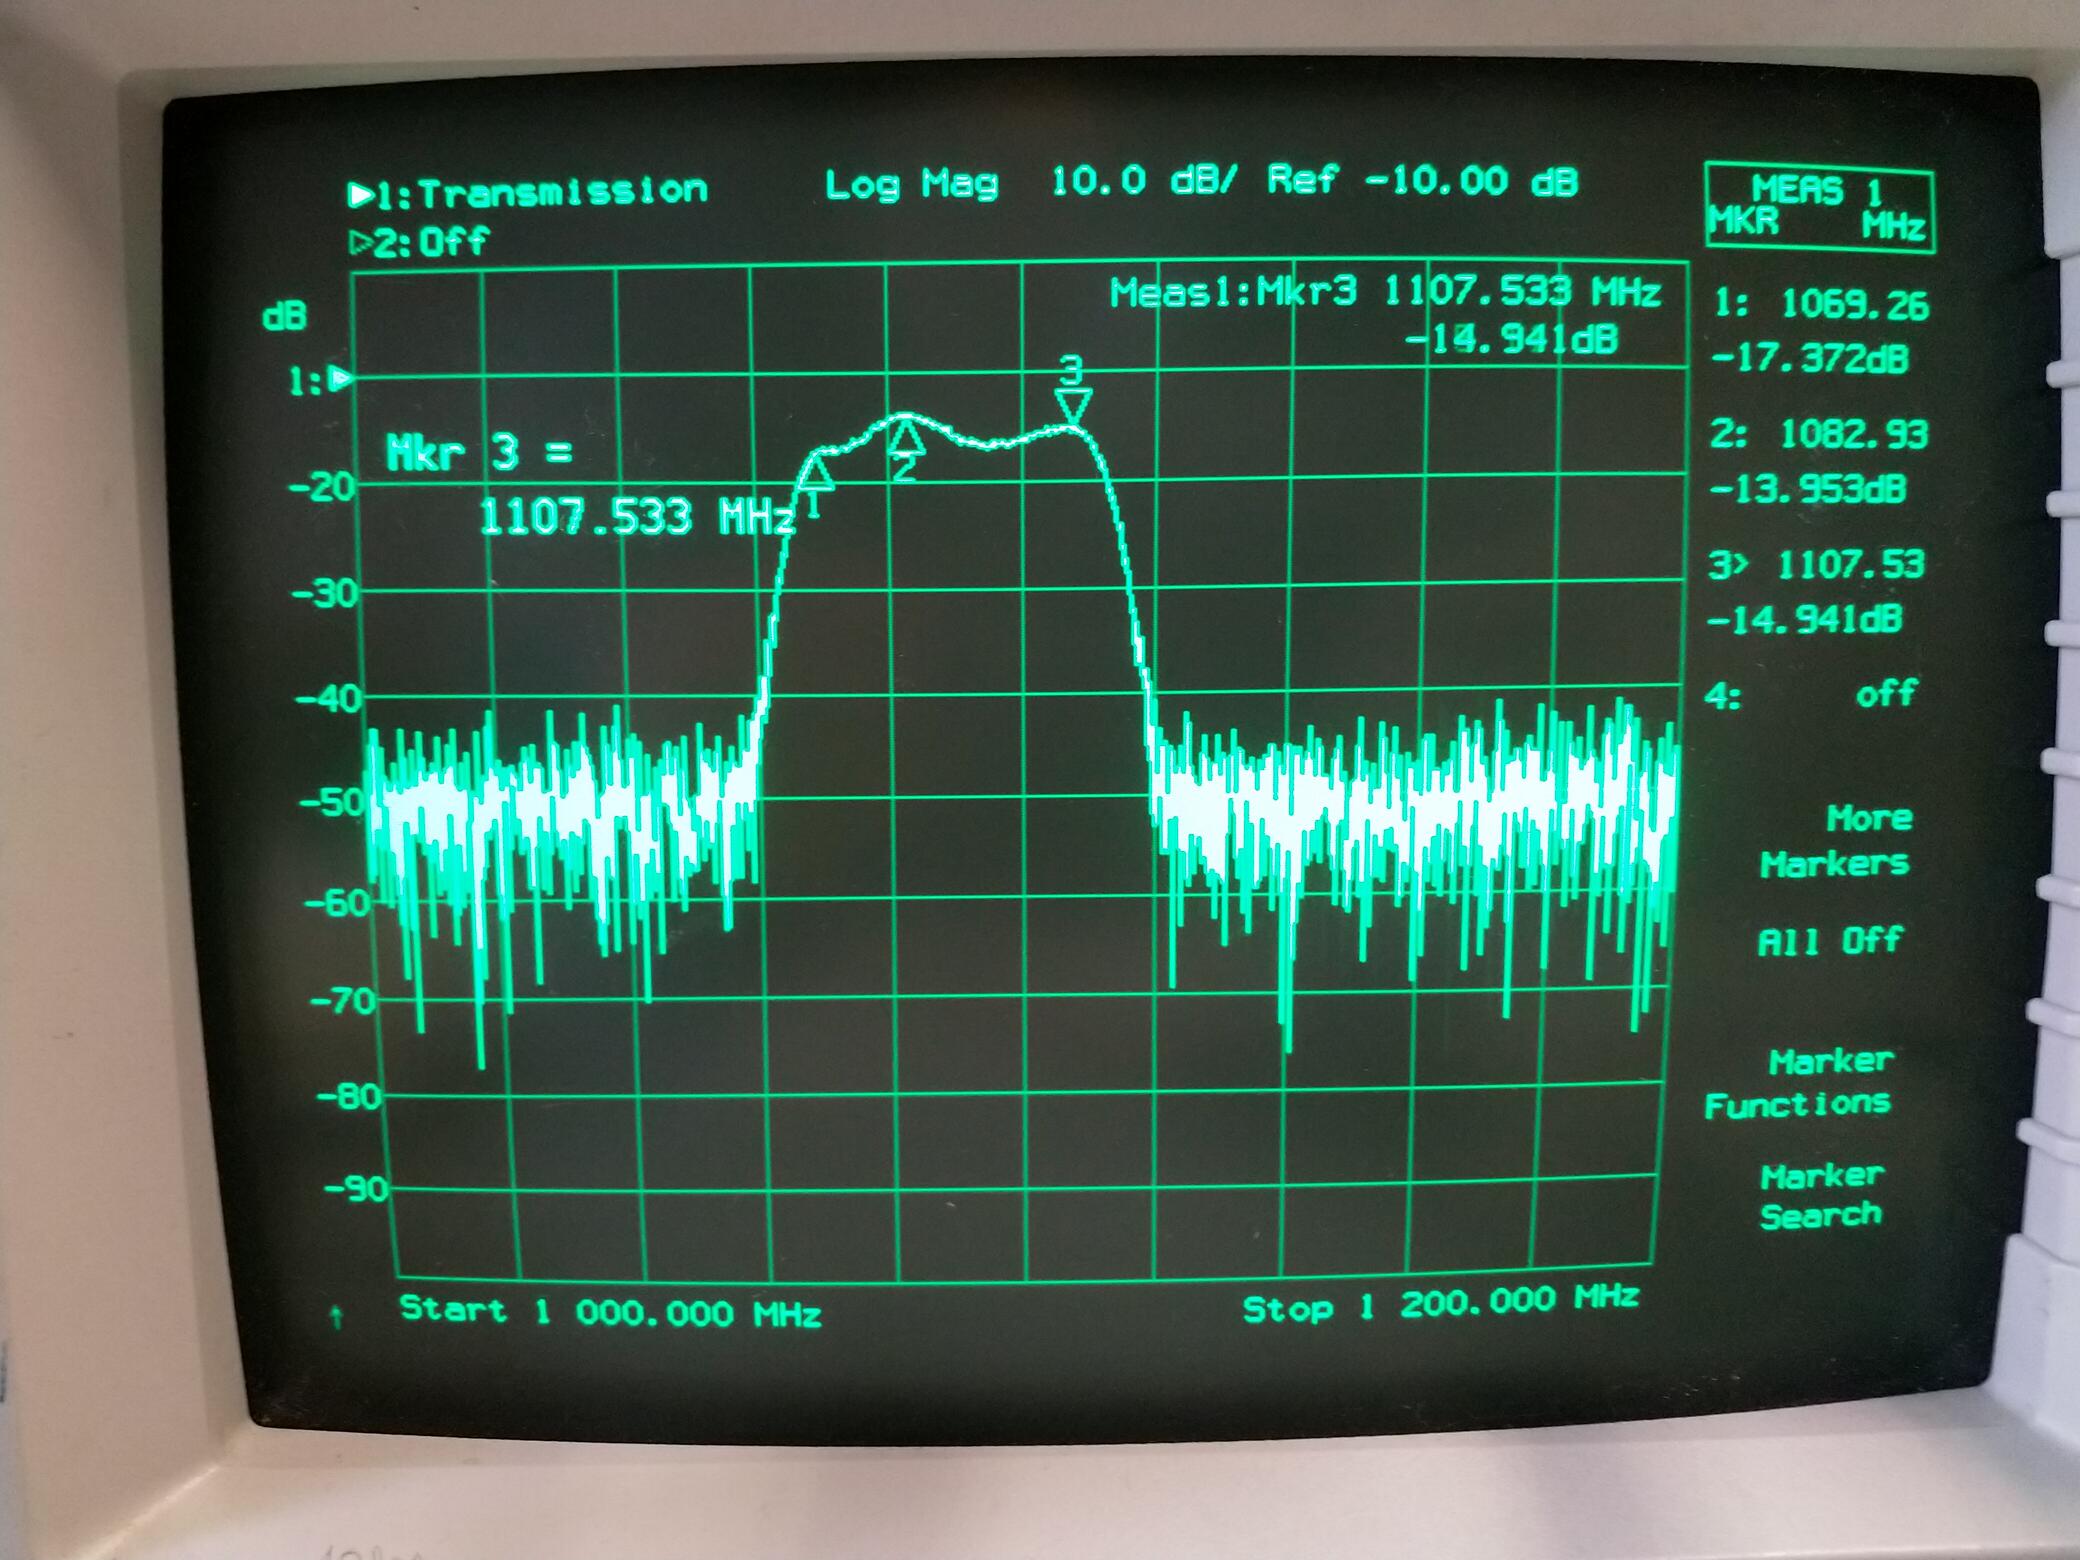 ▶1:Transmission Log Mag 10.0 dB/ Ref -10.00 dB
▷2:Off
MEAS 1
MKR MHz
dB
Meas1:Mkr3 1107.533 MHz
-14.941dB
1: 1069.26
-17.372dB
3
1:▶
Mkr 3 =
1107.533 MHz
2
1
2: 1082.93
-13.953dB
-20
3> 1107.53
-14.941dB
-30
4: off
-40
-50
More
Markers
-60
All Off
-70
Marker
Functions
-80
Marker
Search
-90
↑ Start 1 000.000 MHz Stop 1 200.000 MHz